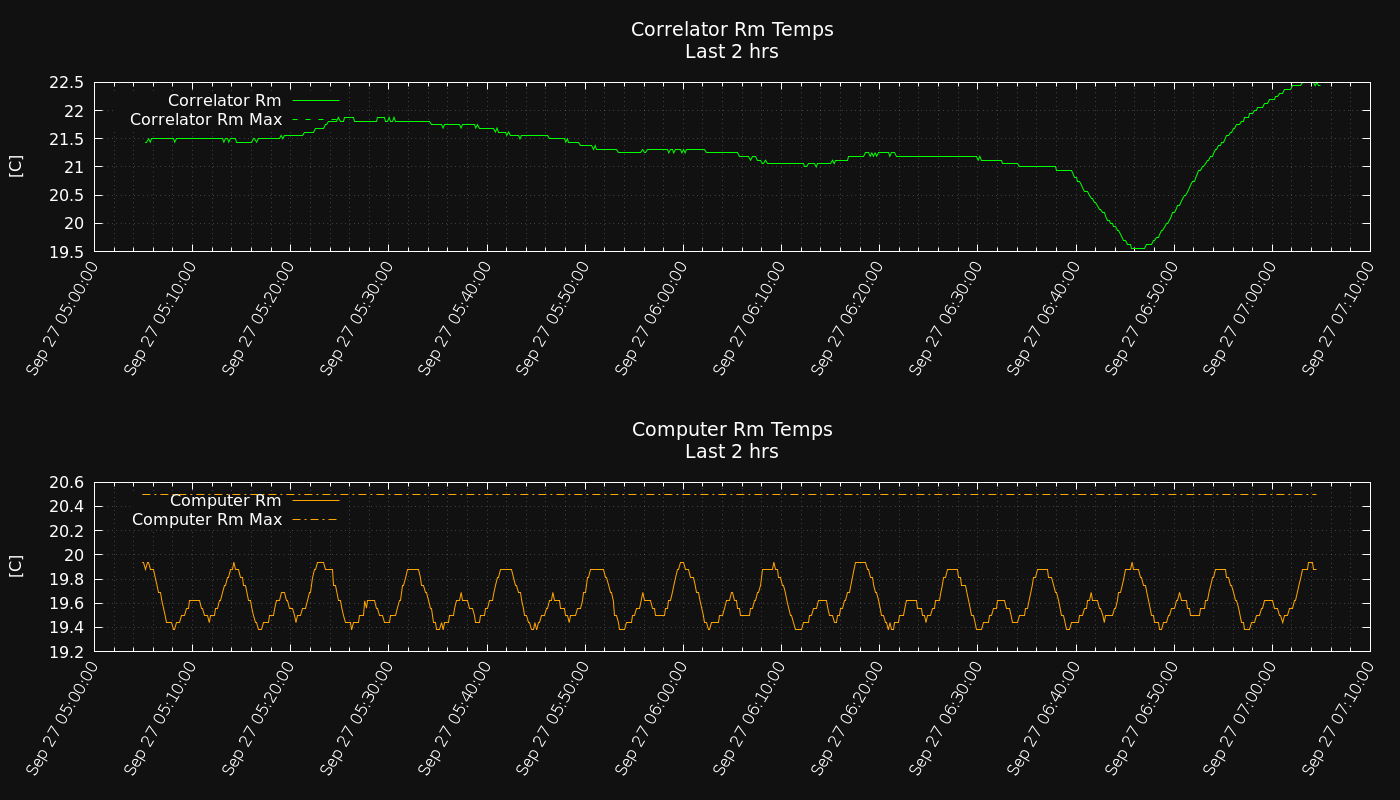 Correlator Rm Temps
Last 2 hrs
22.5
22
21.5
21
20.5
20
19.5
[C]
Correlator Rm
Correlator Rm Max
Sep 27 05:00:00
Sep 27 05:10:00
Sep 27 05:20:00
Sep 27 05:30:00
Sep 27 05:40:00
Sep 27 05:50:00
Sep 27 06:00:00
Sep 27 06:10:00
Sep 27 06:20:00
Sep 27 06:30:00
Sep 27 06:40:00
Sep 27 06:50:00
Sep 27 07:00:00
Sep 27 07:10:00
Computer Rm Temps
Last 2 hrs
20.6
20.4
20.2
20
19.8
19.6
19.4
19.2
[C]
Computer Rm
Computer Rm Max
Sep 27 05:00:00
Sep 27 05:10:00
Sep 27 05:20:00
Sep 27 05:30:00
Sep 27 05:40:00
Sep 27 05:50:00
Sep 27 06:00:00
Sep 27 06:10:00
Sep 27 06:20:00
Sep 27 06:30:00
Sep 27 06:40:00
Sep 27 06:50:00
Sep 27 07:00:00
Sep 27 07:10:00